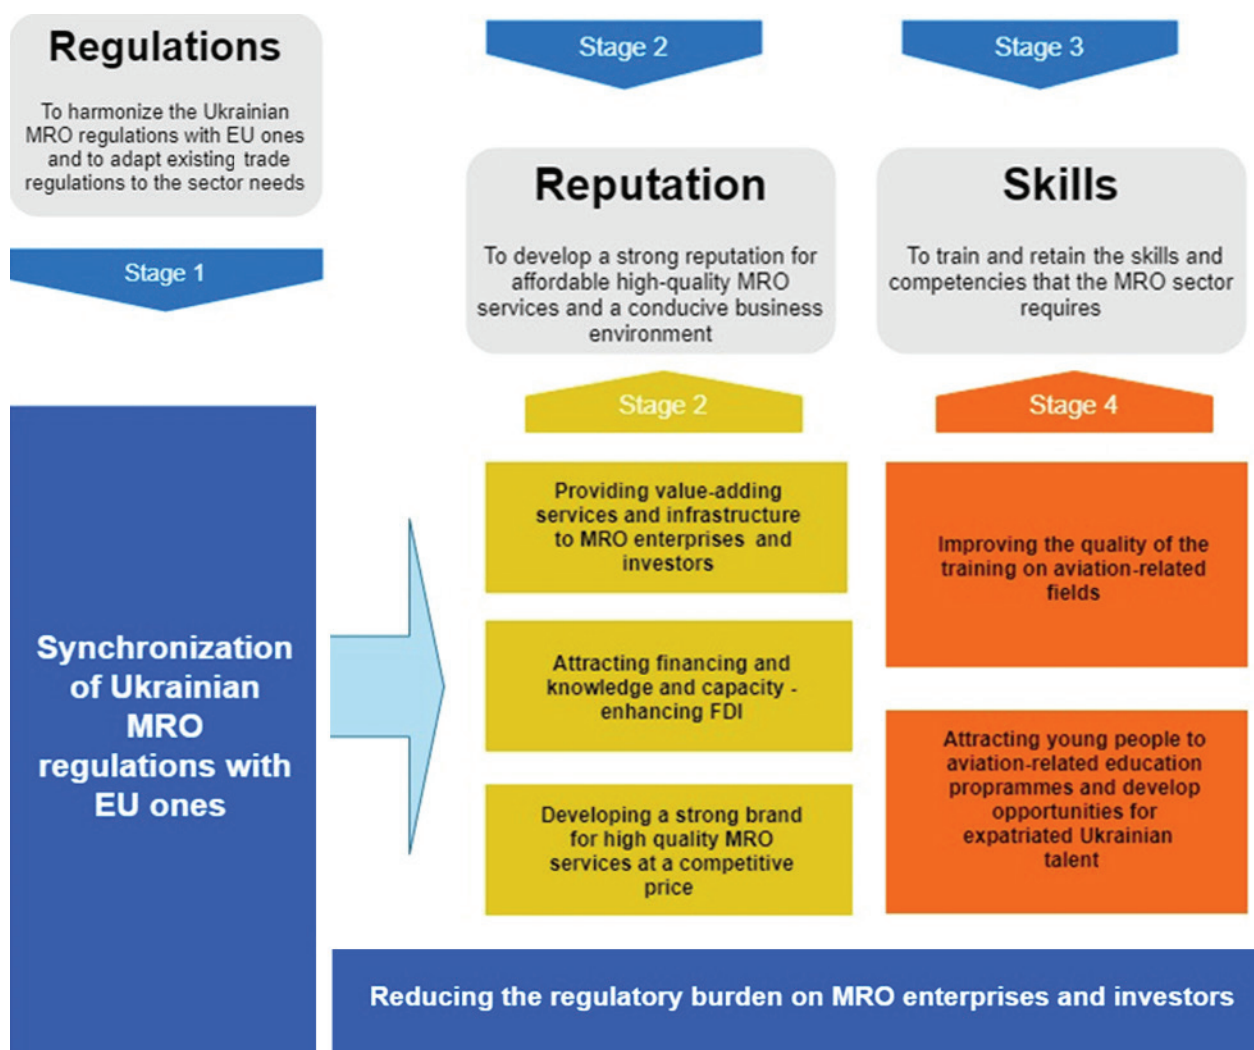 Regulations
To harmonize the Ukrainian
MRO regulations with EU ones
and to adapt existing trade
regulations to the sector needs
Stage 1
Synchronization
of Ukrainian
MRO
regulations with
EU ones
Stage 2
Reputation
To develop a strong reputation for
affordable high-quality MRO
services and a conducive business
environment
Stage 2
Providing value-adding
services and infrastructure
to MRO enterprises and
investors
Attracting financing and
knowledge and capacity -
enhancing FDI
Developing a strong brand
for high quality MRO
services at a competitive
price
Stage 3
Skills
To train and retain the skills and
competencies that the MRO sector
requires
Stage 4
Improving the quality of the
training on aviation-related
fields
Attracting young people to
aviation-related education
proprammes and develop
opportunities for
expatriated Ukrainian
talent
Reducing the regulatory burden on MRO enterprises and investors